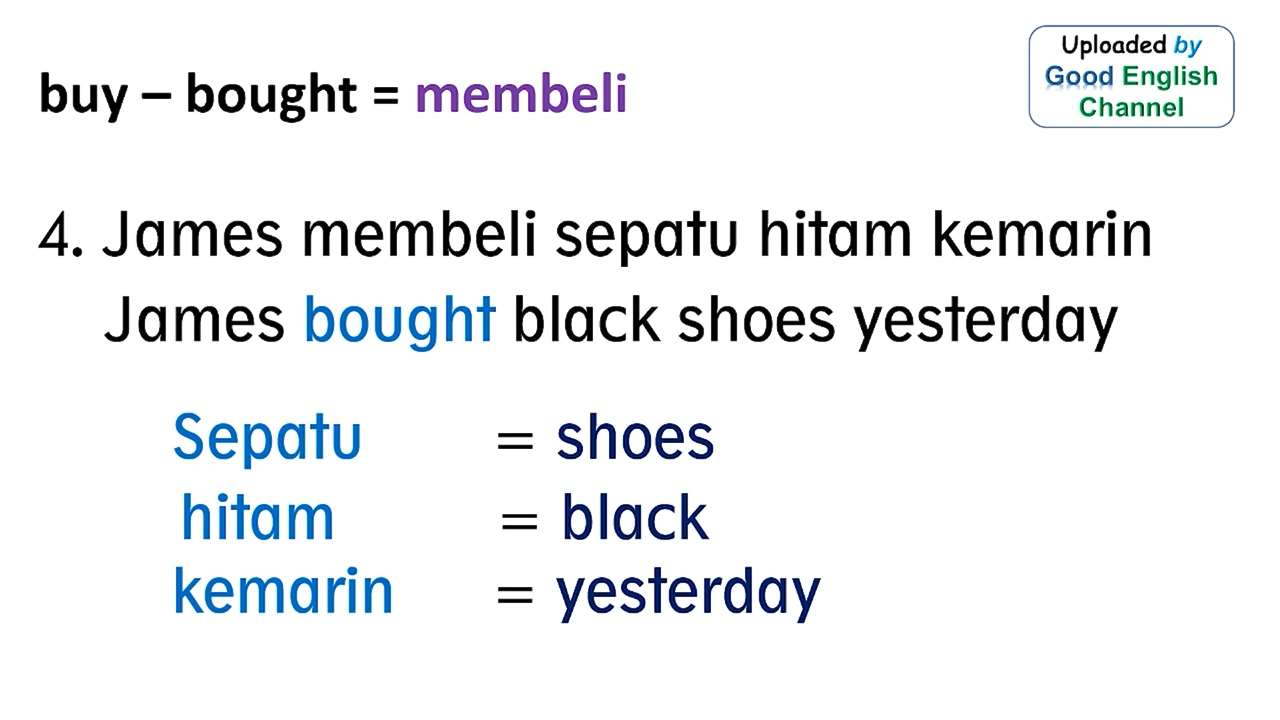 buy – bought = membeli
Uploaded by
Good English
Channel
4. James membeli sepatu hitam kemarin
James bought black shoes yesterday
Sepatu = shoes
hitam = black
kemarin = yesterday